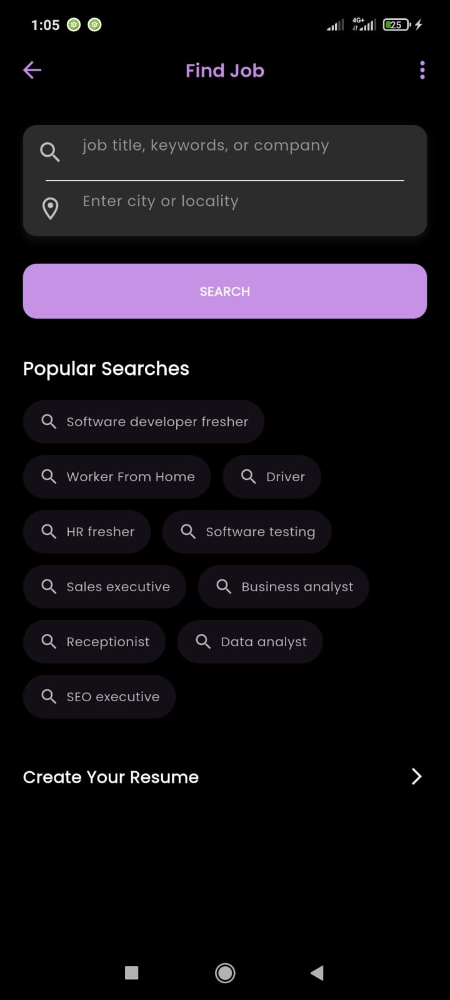 1:05 4G+ 25
Find Job
job title, keywords, or company
Enter city or locality
SEARCH
Popular Searches
Software developer fresher
Worker From Home Driver
HR fresher Software testing
Sales executive Business analyst
Receptionist Data analyst
SEO executive
Create Your Resume